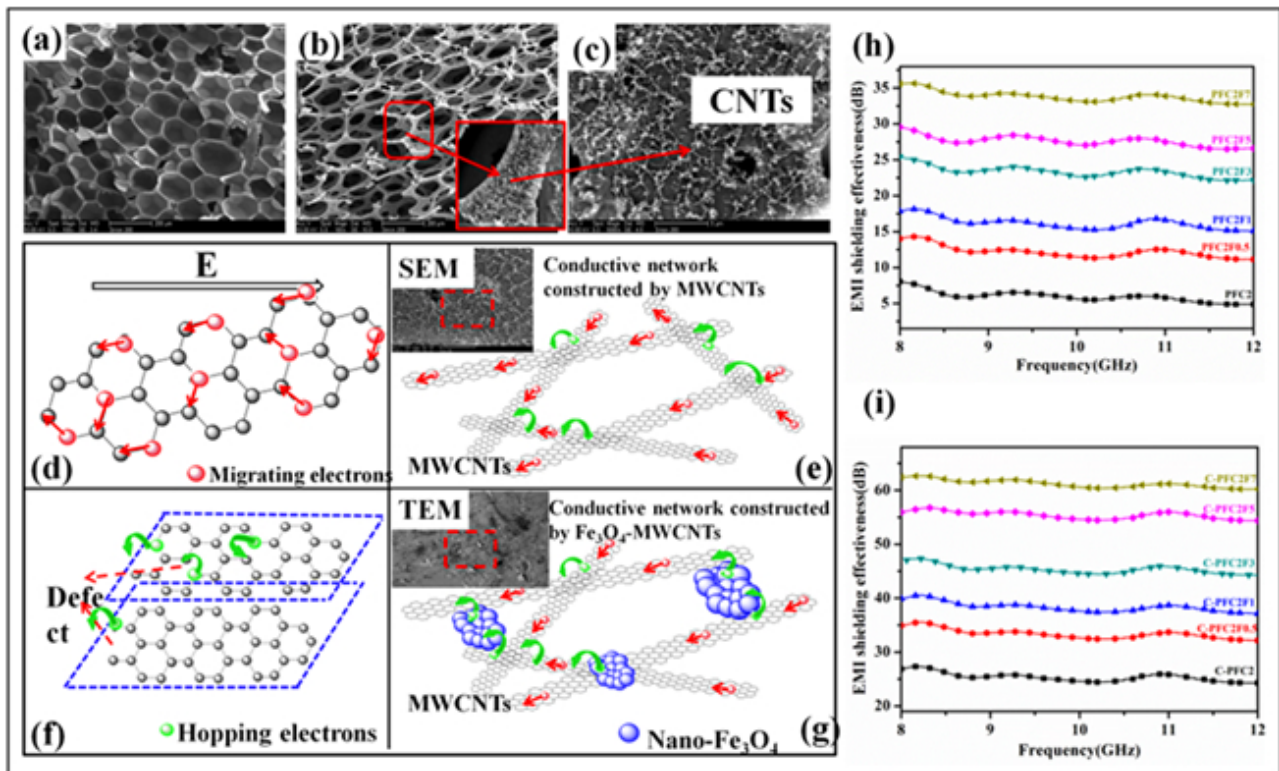 (a)
(b)
(c)
CNTs
E
(d)
Migrating electrons
SEM
Conductive network
constructed by MWCNTs
MWCNTs
(e)
Defe
ct
(f)
Hopping electrons
TEM
Conductive network constructed
by Fe₃O₄-MWCNTs
MWCNTs
(g)
Nano-Fe₃O₄
(h)
EMI shielding effectiveness(dB)
35
30
25
20
15
10
5
PFC2F7
PFC2F5
PFC2F3
PFC2F1
PFC2F0.5
PFC2
8 9 10 11 12
Frequency(GHz)
(i)
EMI shielding effectiveness(dB)
60
50
40
30
20
C-PFC2F7
C-PFC2F5
C-PFC2F3
C-PFC2F1
C-PFC2F0.5
C-PFC2
8 9 10 11 12
Frequency(GHz)